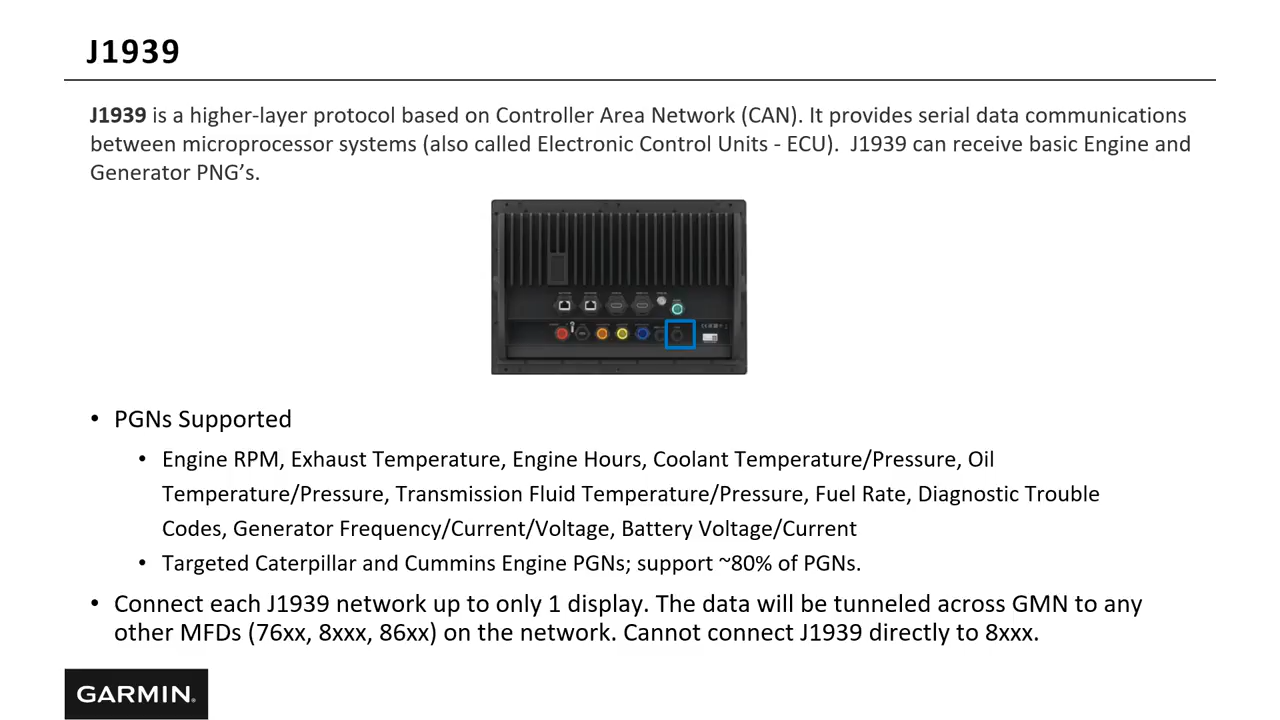 J1939
J1939 is a higher-layer protocol based on Controller Area Network (CAN). It provides serial data communications
between microprocessor systems (also called Electronic Control Units - ECU).  J1939 can receive basic Engine and
Generator PNG’s.
• PGNs Supported
• Engine RPM, Exhaust Temperature, Engine Hours, Coolant Temperature/Pressure, Oil
Temperature/Pressure, Transmission Fluid Temperature/Pressure, Fuel Rate, Diagnostic Trouble
Codes, Generator Frequency/Current/Voltage, Battery Voltage/Current
• Targeted Caterpillar and Cummins Engine PGNs; support ~80% of PGNs.
• Connect each J1939 network up to only 1 display. The data will be tunneled across GMN to any
other MFDs (76xx, 8xxx, 86xx) on the network. Cannot connect J1939 directly to 8xxx.
GARMIN.